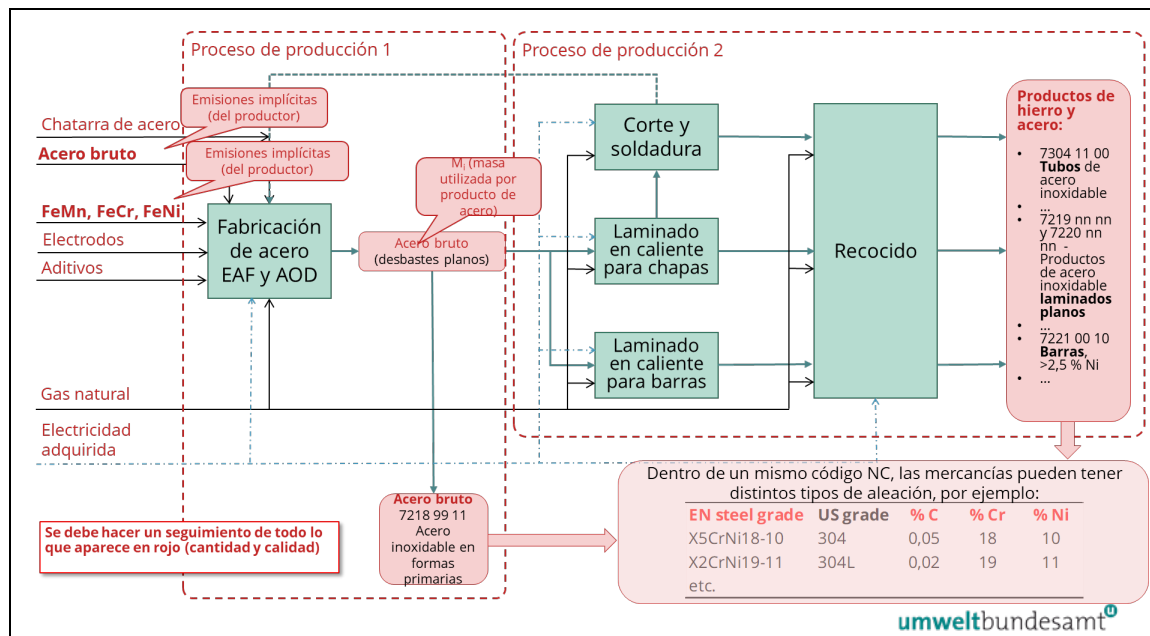 Proceso de producción 1
Proceso de producción 2
Emisiones implícitas
(del productor)
Chatarra de acero
Acero bruto
Emisiones implícitas
(del productor)
FeMn, FeCr, FeNi
Electrodos
Aditivos
Fabricación
de acero
EAF y AOD
Mi (masa
utilizada por
producto de
acero)
Acero bruto
(desbastes planos)
Corte y
soldadura
Laminado
en caliente
para chapas
Laminado
en caliente
para barras
Recocido
Productos de
hierro y
acero:
• 7304 11 00
Tubos de
acero
inoxidable
• ...
• 7219 nn nn
y 7220 nn
nn -
Productos
de acero
inoxidable
laminados
planos
• ...
• 7221 00 10
Barras,
>2,5 % Ni
• ...
Gas natural
Electricidad
adquirida
Acero bruto
7218 99 11
Acero
inoxidable en
formas
primarias
Se debe hacer un seguimiento de todo lo
que aparece en rojo (cantidad y calidad)
Dentro de un mismo código NC, las mercancías pueden tener
distintos tipos de aleación, por ejemplo:
EN steel grade US grade % C % Cr % Ni
X5CrNi18-10 304 0,05 18 10
X2CrNi19-11 304L 0,02 19 11
etc.
umweltbundesamt u